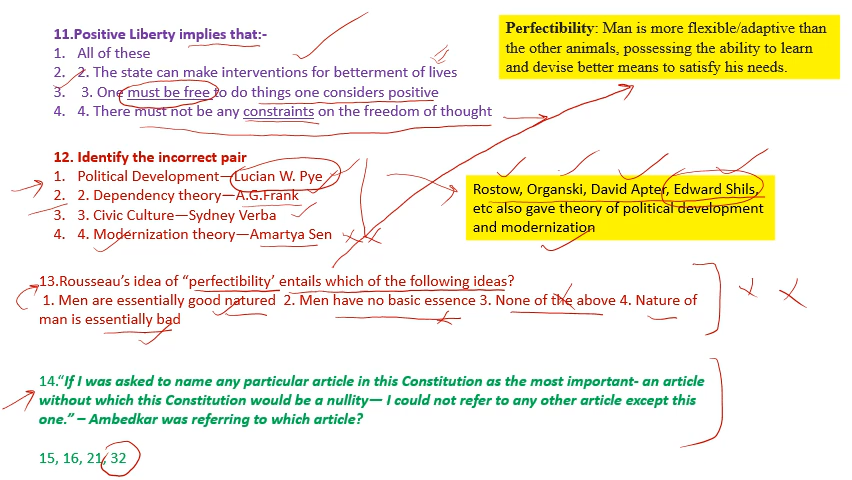 11.Positive Liberty implies that:-
1. All of these
2. 2. The state can make interventions for betterment of lives
3. 3. One must be free to do things one considers positive
4. 4. There must not be any constraints on the freedom of thought
Perfectibility: Man is more flexible/adaptive than
the other animals, possessing the ability to learn
and devise better means to satisfy his needs.
12. Identify the incorrect pair
1. Political Development—Lucian W. Pye
2. 2. Dependency theory—A.G.Frank
3. 3. Civic Culture—Sydney Verba
4. 4. Modernization theory—Amartya Sen
Rostow, Organski, David Apter, Edward Shils,
etc also gave theory of political development
and modernization
13.Rousseau's idea of "perfectibility' entails which of the following ideas?
1. Men are essentially good natured 2. Men have no basic essence 3. None of the above 4. Nature of
man is essentially bad
14."If I was asked to name any particular article in this Constitution as the most important- an article
without which this Constitution would be a nullity— I could not refer to any other article except this
one." – Ambedkar was referring to which article?
15, 16, 21, 32